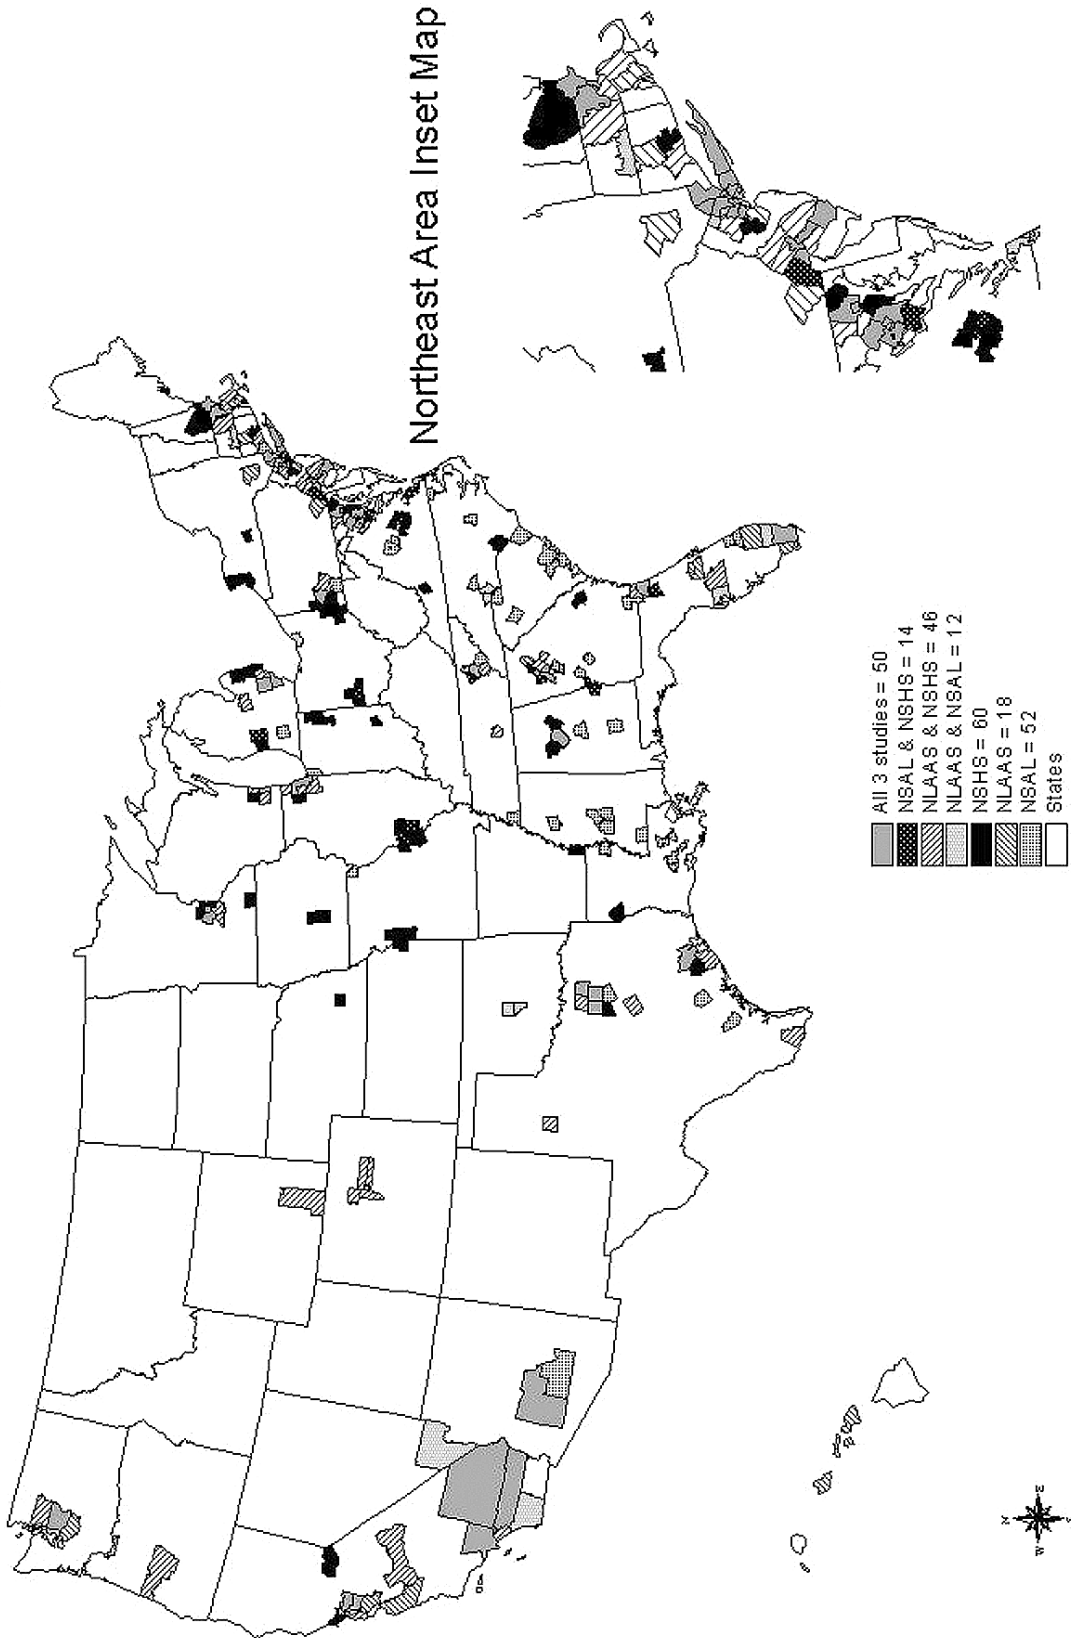 Northeast Area Inset Map
All 3 studies = 50
NSAL & NSHS = 14
NLAAS & NSHS = 46
NLAAS & NSAL = 12
NSHS = 60
NLAAS = 18
NSAL = 52
States
N
W
E